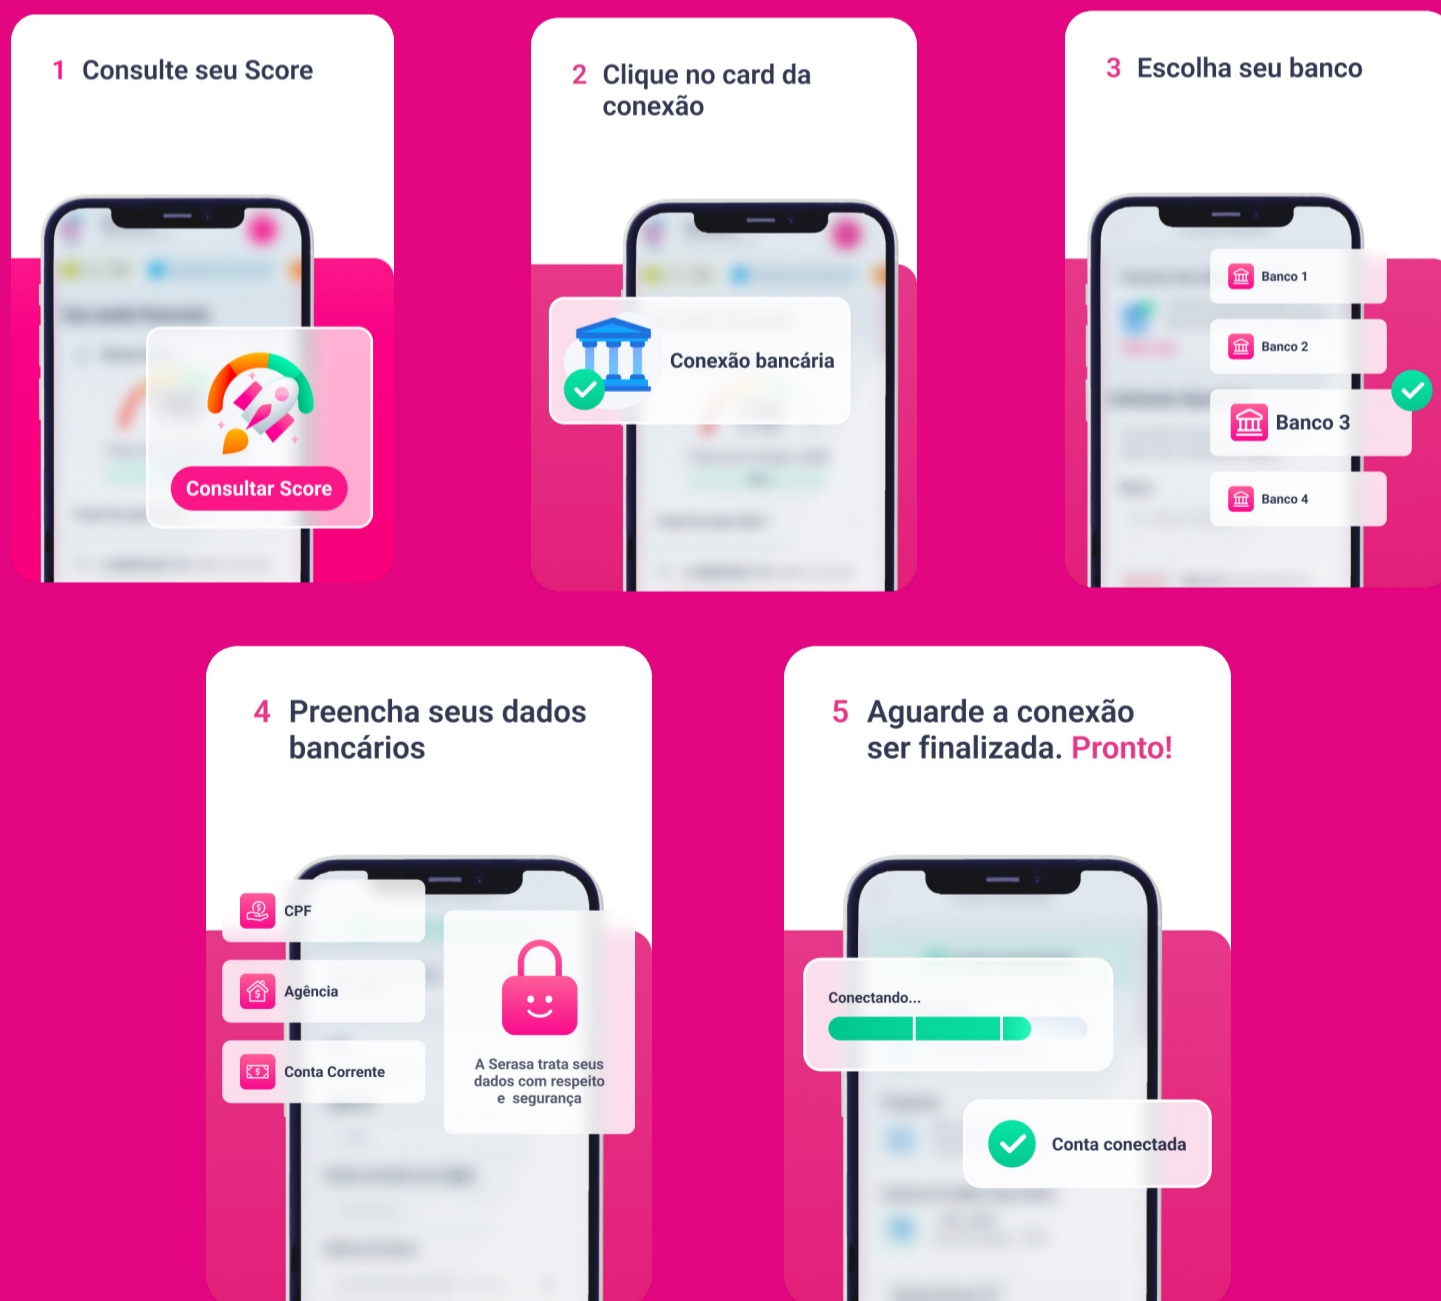 1 Consulte seu Score
Consultar Score
2 Clique no card da
conexão
Conexão bancária
3 Escolha seu banco
Banco 1
Banco 2
Banco 3
Banco 4
4 Preencha seus dados
bancários
CPF
Agência
Conta Corrente
A Serasa trata seus
dados com respeito
e segurança
5 Aguarde a conexão
ser finalizada. Pronto!
Conectando...
Conta conectada